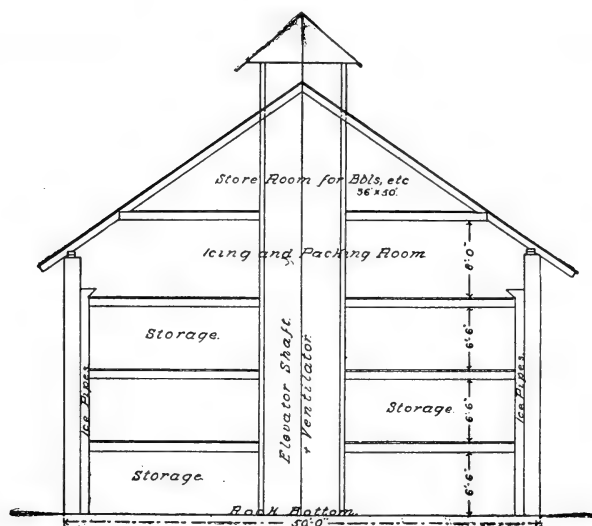 Store Room for Bbls, etc
36'×50'.
Icing and Packing Room
8'-0"
Storage.
6'-6"
Elevator Shaft
+ Ventilator
Ice Pipes.
Ice Pipes.
Storage.
6'-6"
Storage.
6'-6"
Rock Bottom.
50'-0"